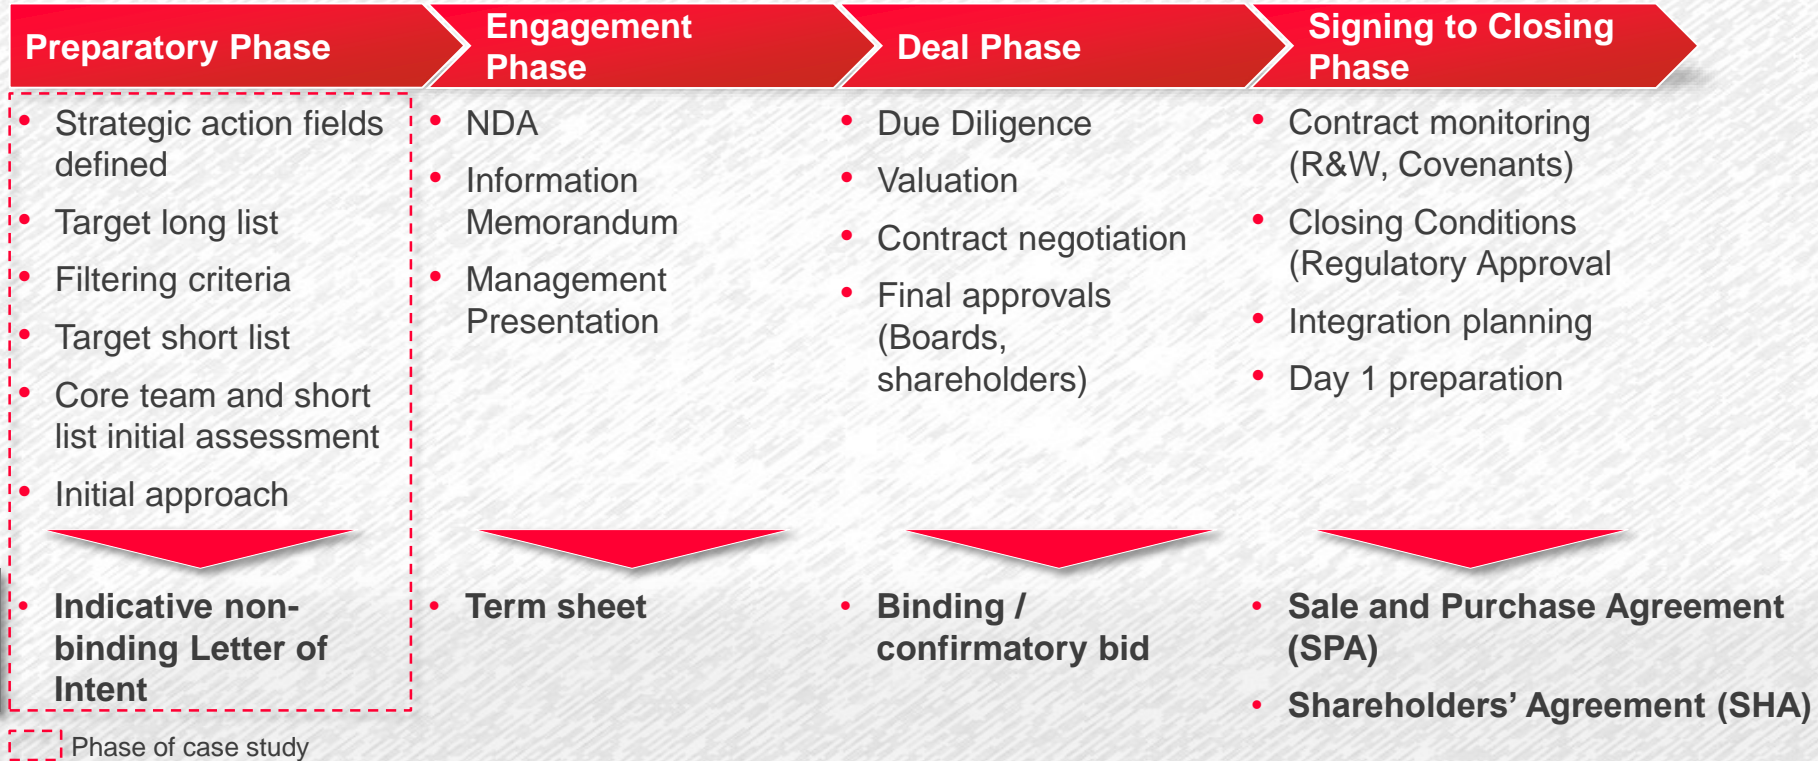 Preparatory Phase
Engagement
Phase
Deal Phase
Signing to Closing
Phase
• Strategic action fields
defined
• Target long list
• Filtering criteria
• Target short list
• Core team and short
list initial assessment
• Initial approach
• Indicative non-
binding Letter of
Intent
• NDA
• Information
Memorandum
• Management
Presentation
• Term sheet
• Due Diligence
• Valuation
• Contract negotiation
• Final approvals
(Boards,
shareholders)
• Binding /
confirmatory bid
• Contract monitoring
(R&W, Covenants)
• Closing Conditions
(Regulatory Approval
• Integration planning
• Day 1 preparation
• Sale and Purchase Agreement
(SPA)
• Shareholders’ Agreement (SHA)
Phase of case study